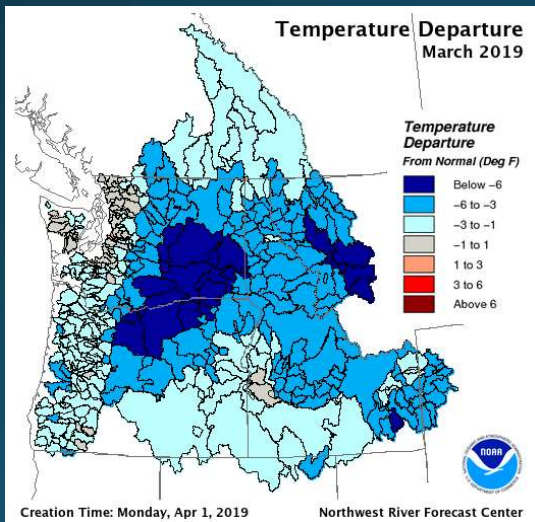 Temperature Departure
March 2019
Temperature
Departure
From Normal (Deg F)
Below -6
-6 to -3
-3 to -1
-1 to 1
1 to 3
3 to 6
Above 6
NOAA
Creation Time: Monday, Apr 1, 2019
Northwest River Forecast Center